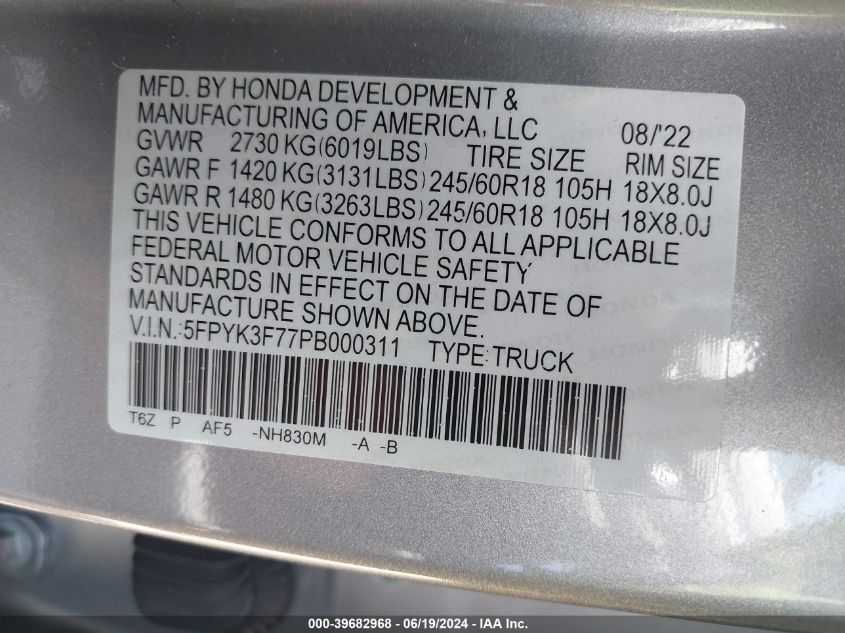 MFD. BY HONDA DEVELOPMENT &
MANUFACTURING OF AMERICA, LLC 08/'22
GVWR 2730 KG(6019LBS) TIRE SIZE RIM SIZE
GAWR F 1420 KG(3131LBS) 245/60R18 105H 18X8.0J
GAWR R 1480 KG(3263LBS) 245/60R18 105H 18X8.0J
THIS VEHICLE CONFORMS TO ALL APPLICABLE
FEDERAL MOTOR VEHICLE SAFETY
STANDARDS IN EFFECT ON THE DATE OF
MANUFACTURE SHOWN ABOVE.
V.I.N.:5FPYK3F77PB000311 TYPE:TRUCK
T6Z P AF5 -NH830M -A -B
000-39682968 - 06/19/2024 - IAA Inc.